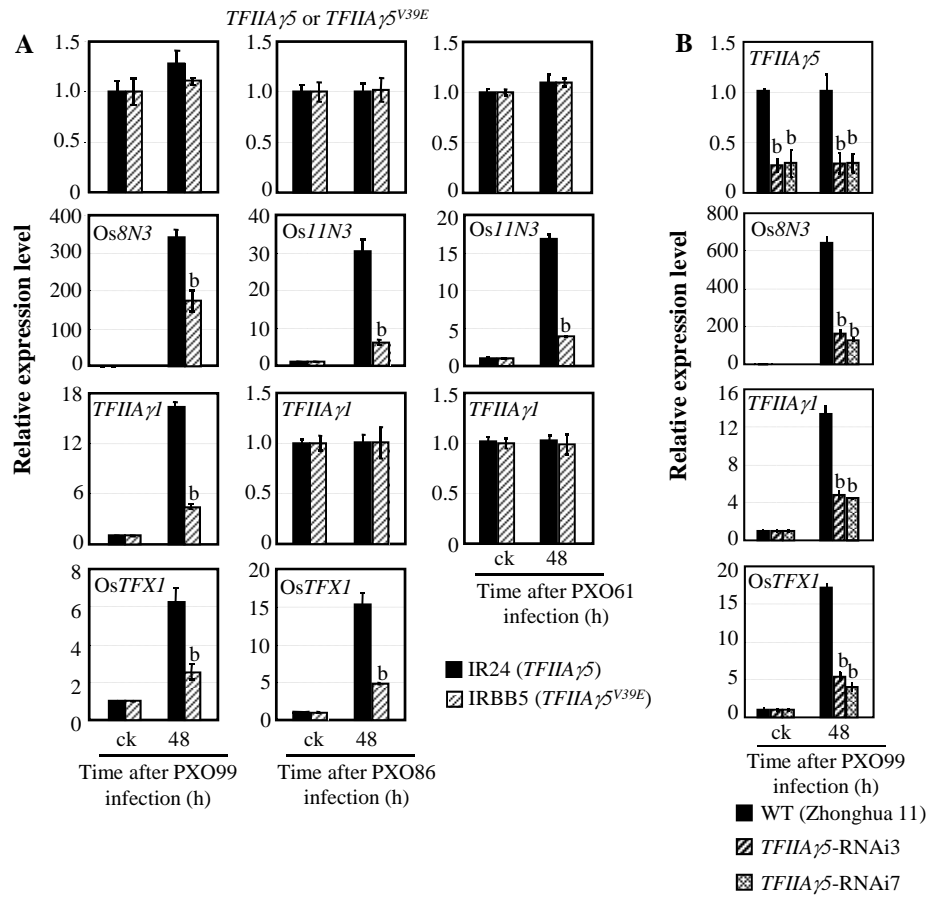 TFIIAγ5 or TFIIAγ5V39E
A
B
Relative expression level
1.5
1.0
0.5
0
1.5
1.0
0.5
0
1.5
1.0
0.5
0
400
300
200
100
0
Os8N3
b
40
30
20
10
0
Os11N3
b
20
15
10
5
0
Os11N3
b
18
12
6
0
TFIIAγ1
b
1.5
1.0
0.5
0
TFIIAγ1
1.5
1.0
0.5
0
TFIIAγ1
ck 48
Time after PXO61
infection (h)
8
6
4
2
0
OsTFX1
b
ck 48
Time after PXO99
infection (h)
20
15
10
5
0
OsTFX1
b
ck 48
Time after PXO86
infection (h)
IR24 (TFIIAγ5)
IRBB5 (TFIIAγ5V39E)
Relative expression level
1.5
1.0
0.5
0
TFIIAγ5
b b
b b
800
600
400
200
0
Os8N3
b b
16
12
8
4
0
TFIIAγ1
b b
20
15
10
5
0
OsTFX1
b b
ck 48
Time after PXO99
infection (h)
WT (Zhonghua 11)
TFIIAγ5-RNAi3
TFIIAγ5-RNAi7